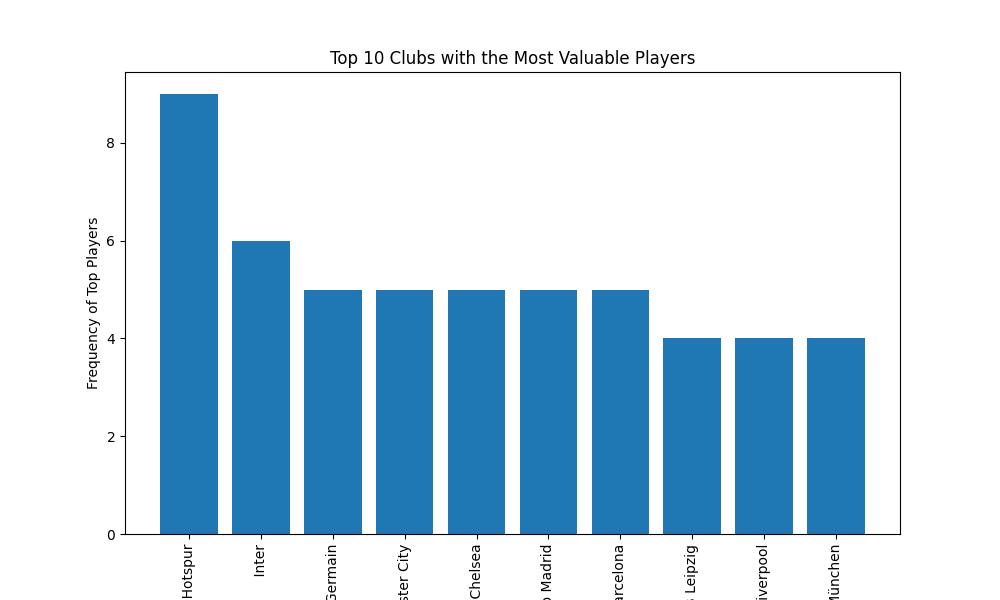 Top 10 Clubs with the Most Valuable Players
Frequency of Top Players
8
6
4
2
0
Hotspur
Inter
Germain
ster City
Chelsea
Madrid
arcelona
Leipzig
iverpool
München